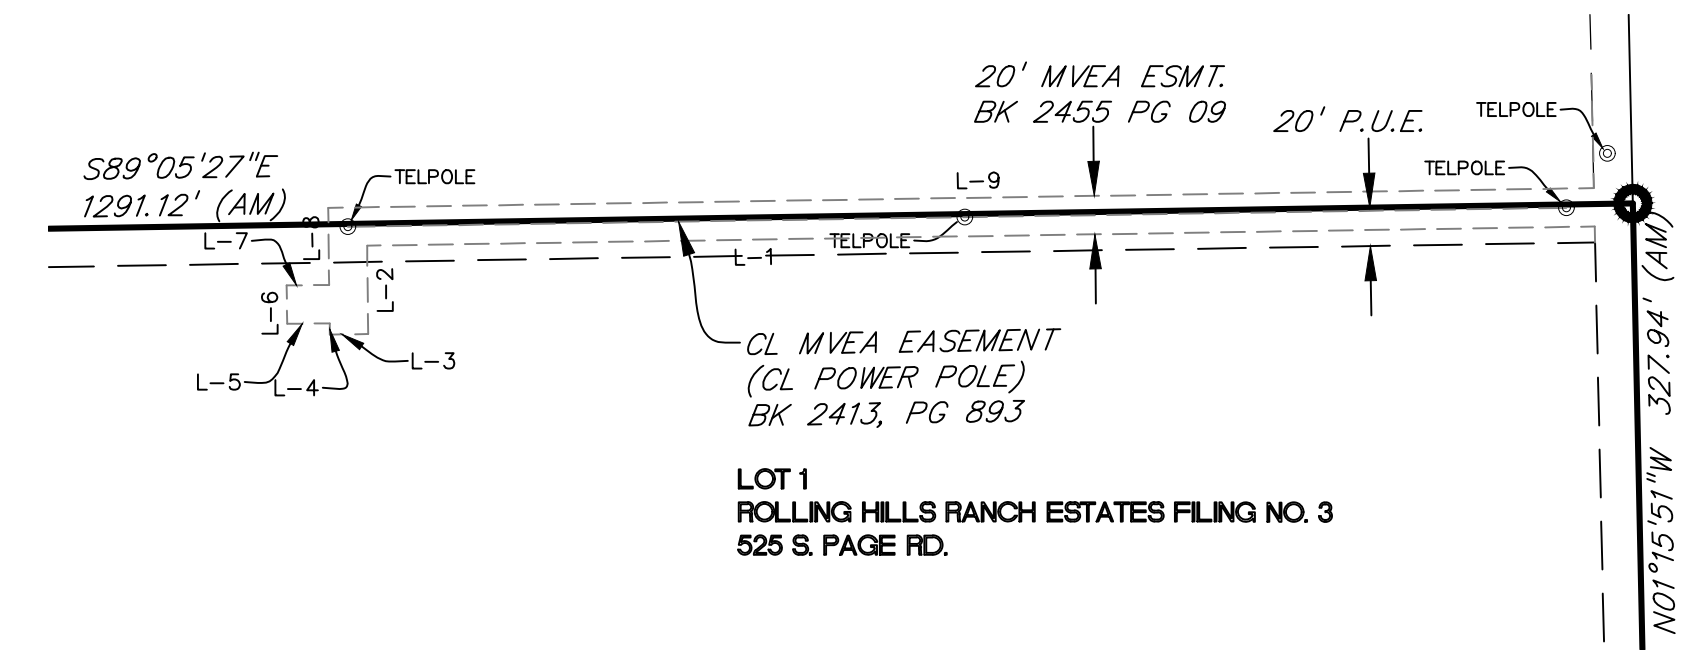 20' MVEA ESMT.
BK 2455 PG 09
20' P.U.E.
TELPOLE
S89°05'27"E
1291.12' (AM)
TELPOLE
TELPOLE
L-9
L-8
L-7
TELPOLE
L-1
L-2
L-6
L-5
L-4
L-3
CL MVEA EASEMENT
(CL POWER POLE)
BK 2413, PG 893
LOT 1
ROLLING HILLS RANCH ESTATES FILING NO. 3
525 S. PAGE RD.
N01°15'51"W 327.94' (AM)